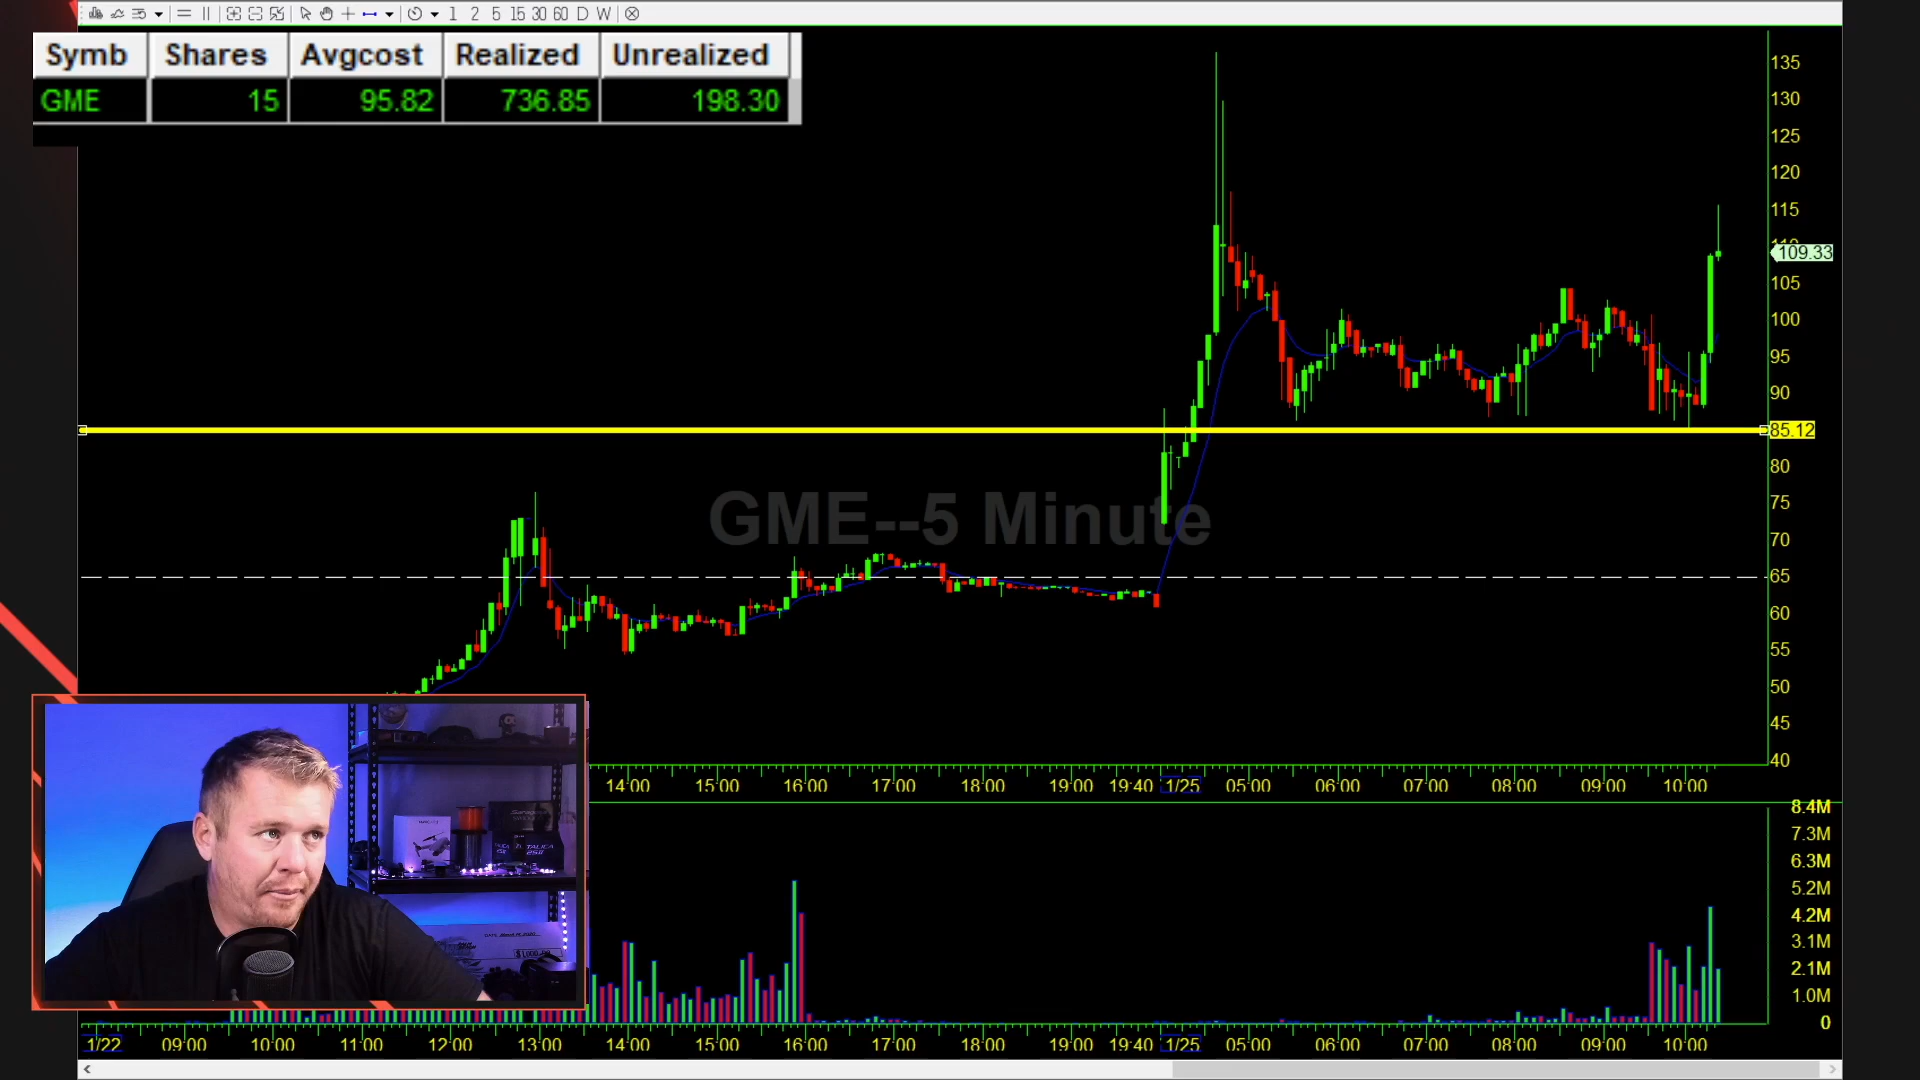 1 2 5 15 30 60 D W
Symb Shares Avgcost Realized Unrealized
GME 15 95.82 736.85 198.30
135
130
125
120
115
109.33
105
100
95
90
85.12
80
75
70
65
60
55
50
45
40
GME--5 Minute
14:00 15:00 16:00 17:00 18:00 19:00 19:40 1/25 05:00 06:00 07:00 08:00 09:00 10:00
8.4M
7.3M
6.3M
5.2M
4.2M
3.1M
2.1M
1.0M
0
1/22 09:00 10:00 11:00 12:00 13:00 14:00 15:00 16:00 17:00 18:00 19:00 19:40 1/25 05:00 06:00 07:00 08:00 09:00 10:00